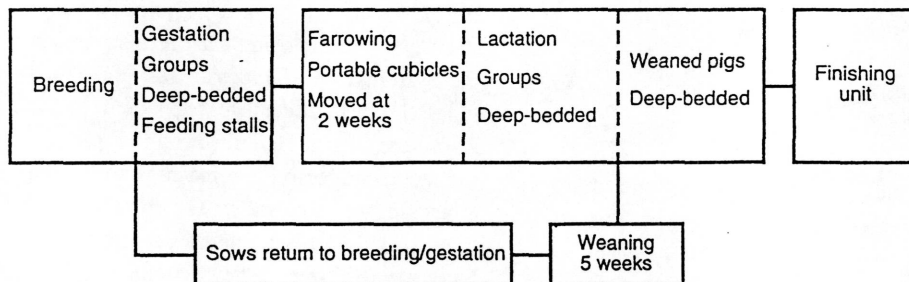 Breeding
Gestation
Groups
Deep-bedded
Feeding stalls
Farrowing
Portable cubicles
Moved at
2 weeks
Lactation
Groups
Deep-bedded
Weaned pigs
Deep-bedded
Finishing
unit
Sows return to breeding/gestation
Weaning
5 weeks